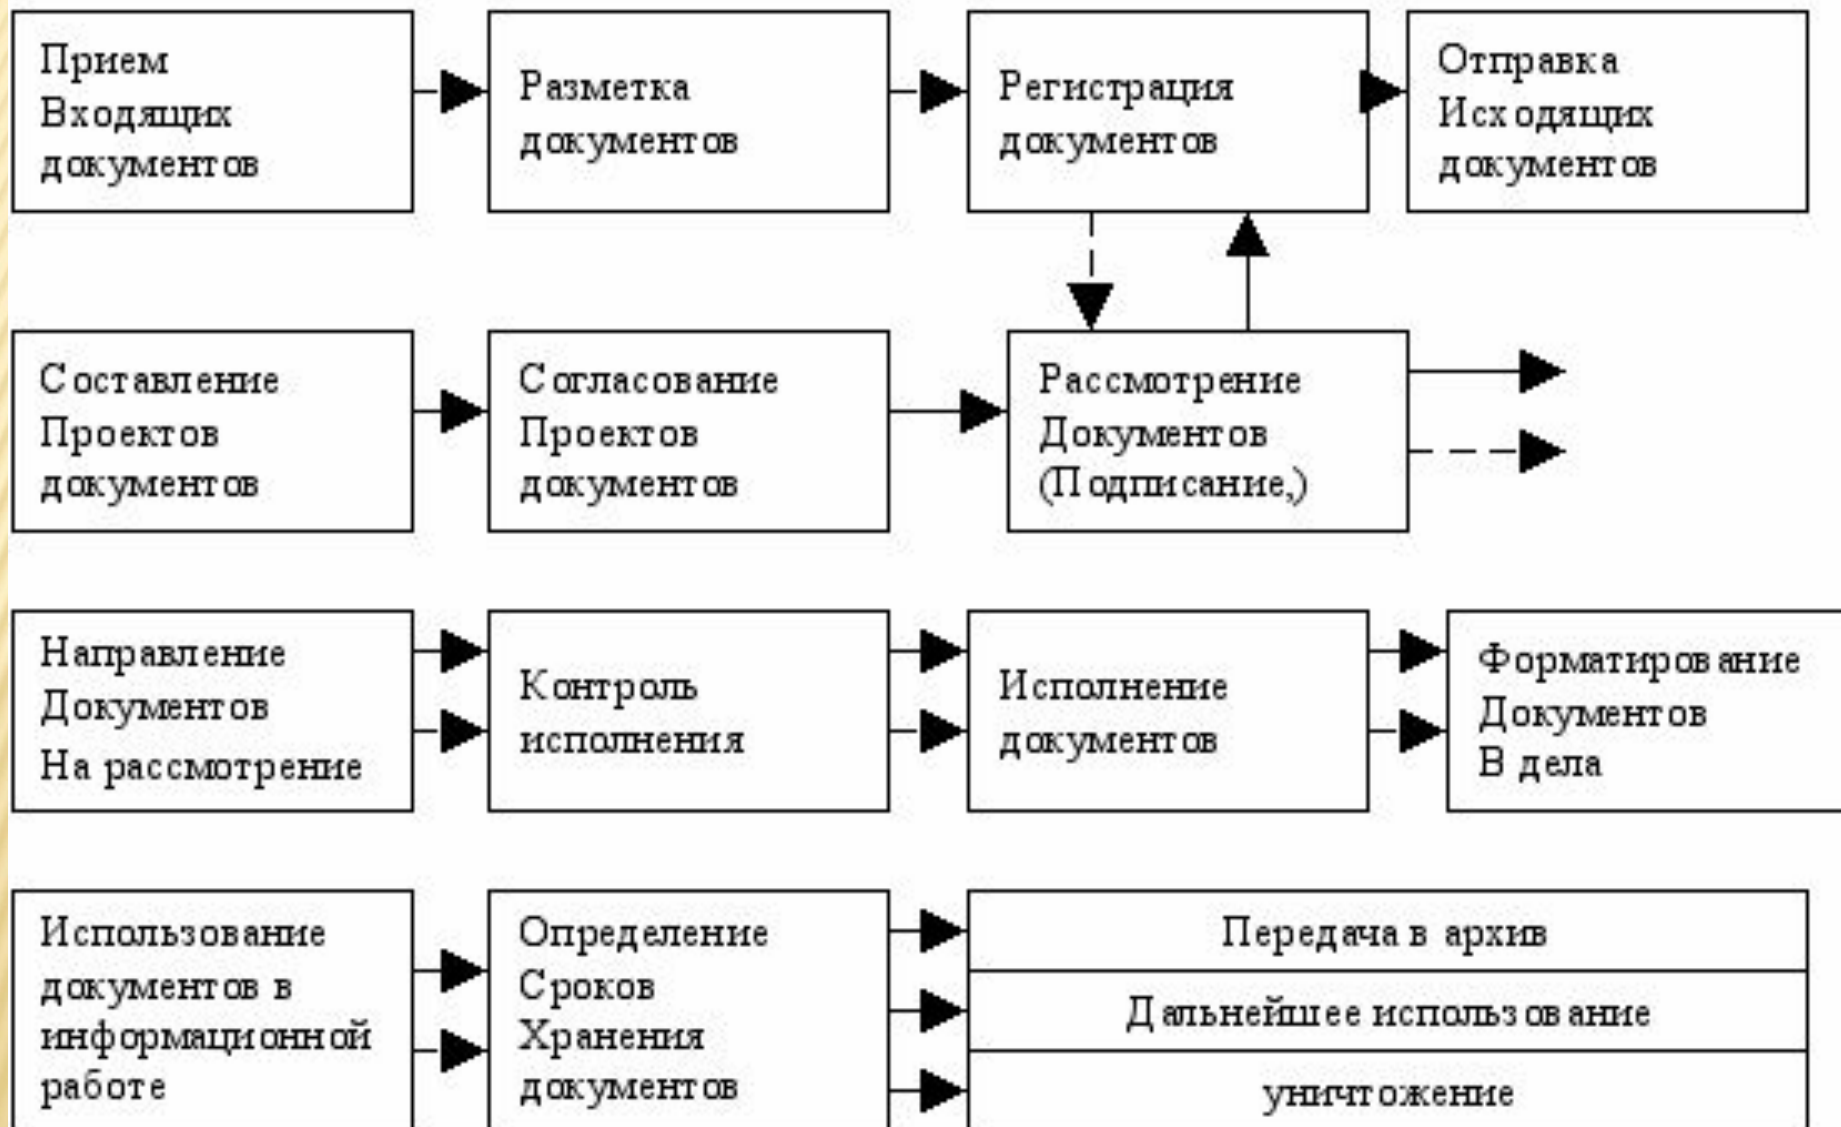 Прием
Входящих
документов
Разметка
документов
Регистрация
документов
Отправка
Исходящих
документов
Составление
Проектов
документов
Согласование
Проектов
документов
Рассмотрение
Документов
(Подписание,)
Направление
Документов
На рассмотрение
Контроль
исполнения
Исполнение
документов
Форматирование
Документов
В дела
Использование
документов в
информационной
работе
Определение
Сроков
Хранения
документов
Передача в архив
Дальнейшее использование
уничтожение